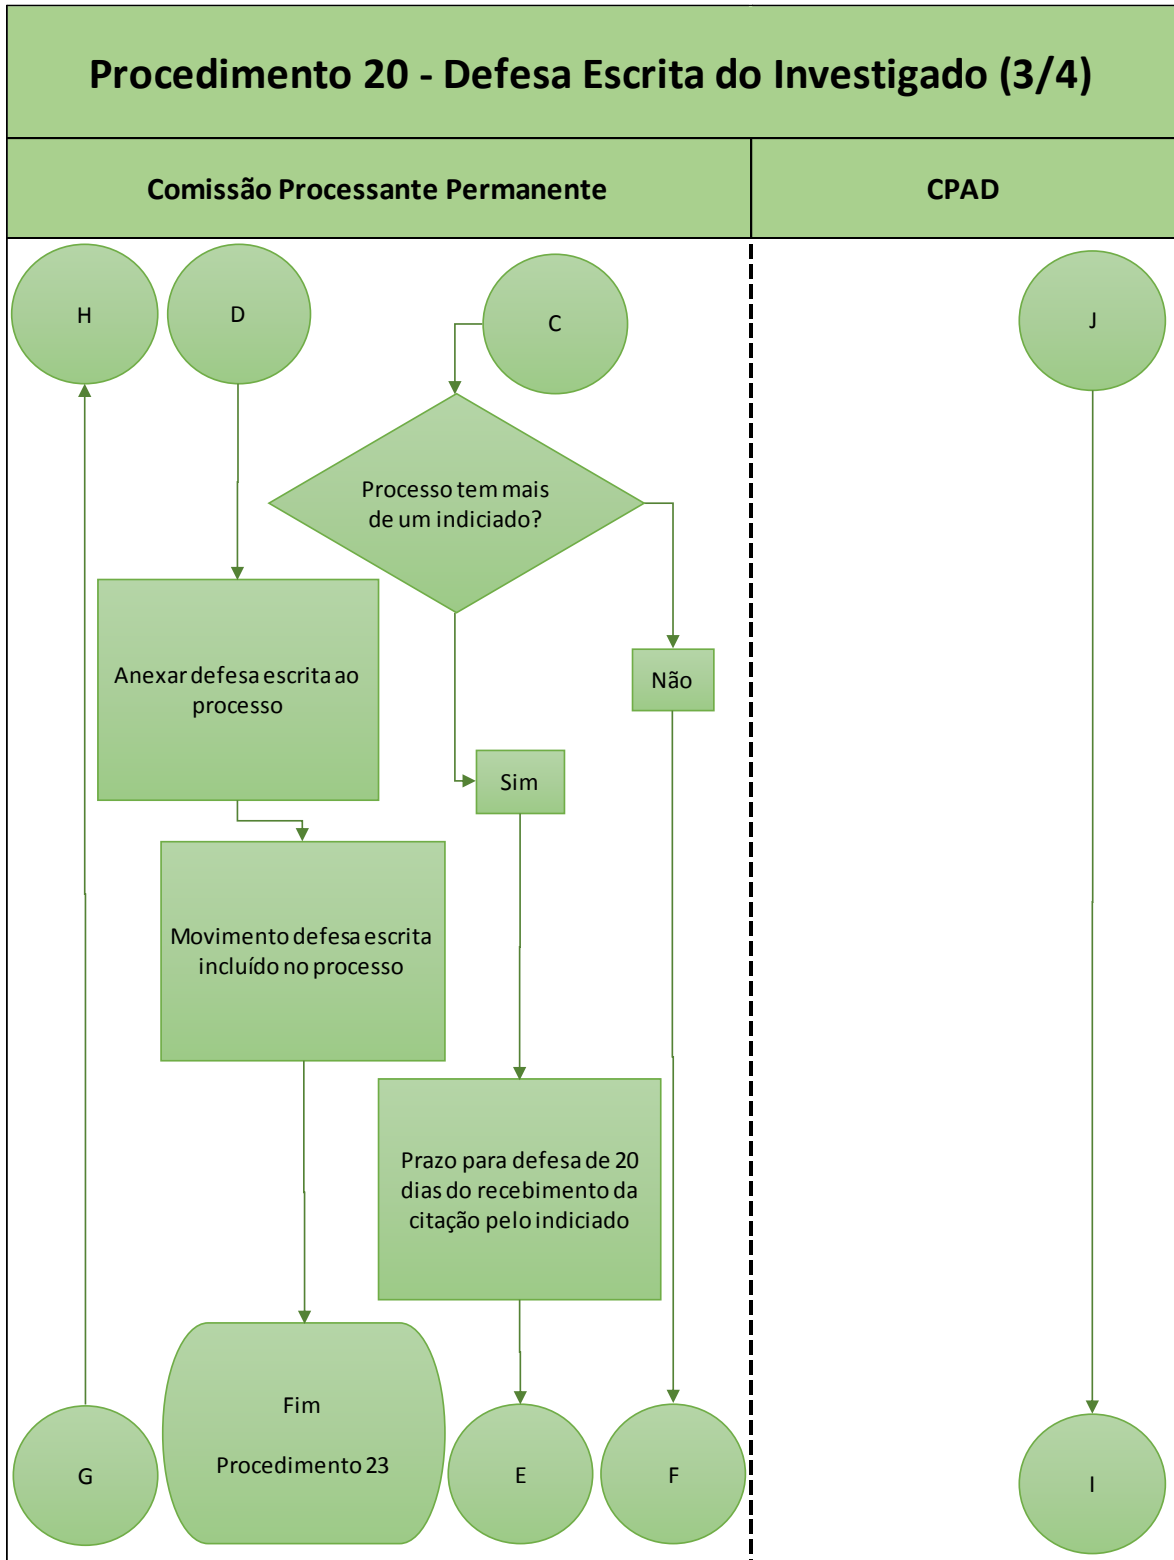 Procedimento 20 - Defesa Escrita do Investigado (3/4)
Comissão Processante Permanente
CPAD
H
D
C
J
Processo tem mais
de um indiciado?
Anexar defesa escrita ao
processo
Não
Sim
Movimento defesa escrita
incluído no processo
Prazo para defesa de 20
dias do recebimento da
citação pelo indiciado
Fim
Procedimento 23
G
E
F
I